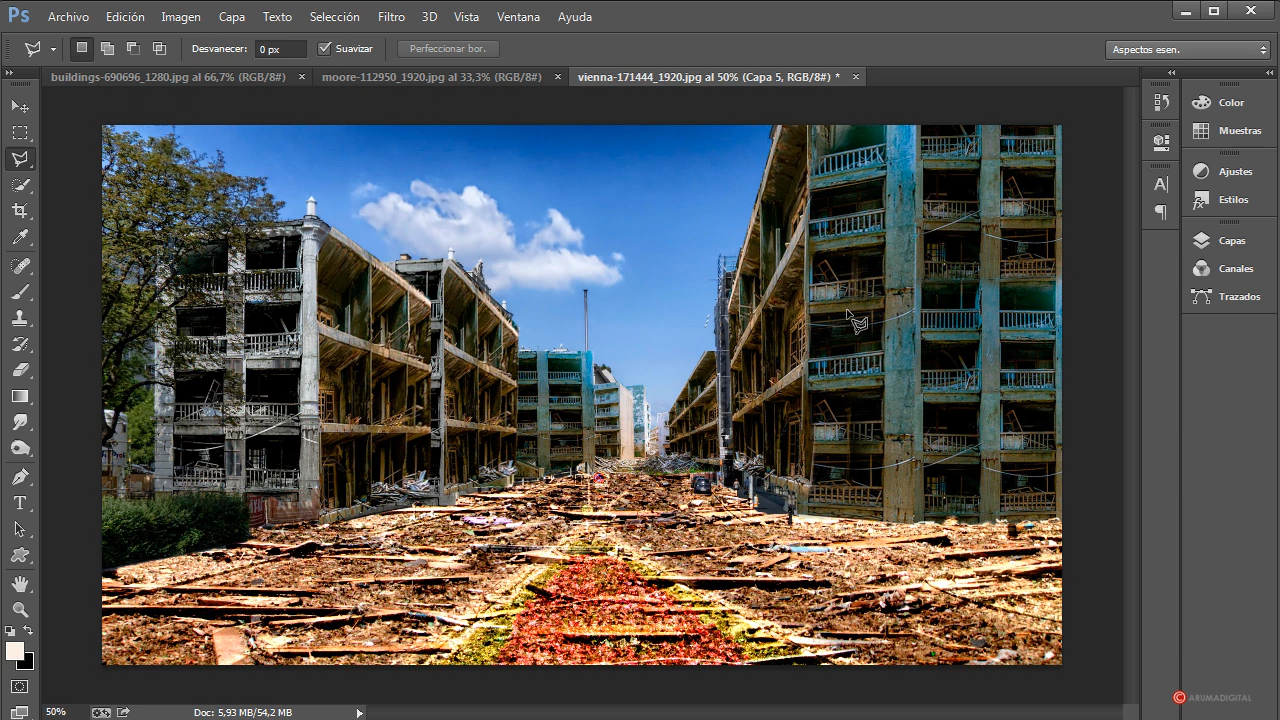 Ps Archivo Edición Imagen Capa Texto Selección Filtro 3D Vista Ventana Ayuda
Desvanecer: 0 px Suavizar Perfeccionar bor. Aspectos esen.
buildings-690696_1280.jpg al 66,7% (RGB/8#) × moore-112950_1920.jpg al 33,3% (RGB/8#) × vienna-171444_1920.jpg al 50% (Capa 5, RGB/8#) * ×
Color
Muestras
Ajustes
Estilos
Capas
Canales
Trazados
© ARUMADIGITAL
50% Doc: 5,93 MB/54,2 MB